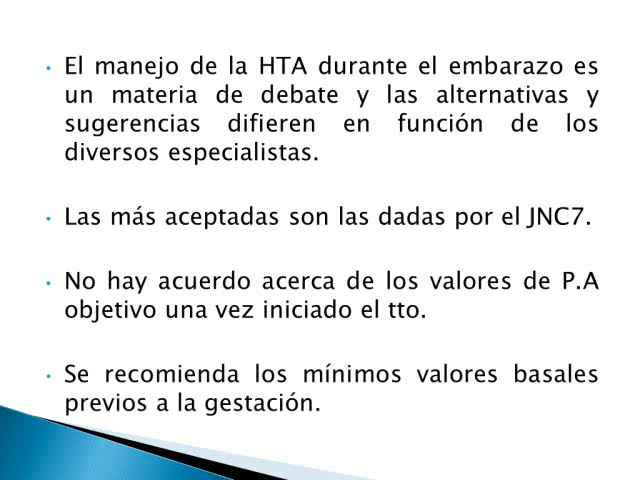 • El manejo de la HTA durante el embarazo es
un materia de debate y las alternativas y
sugerencias difieren en función de los
diversos especialistas.
• Las más aceptadas son las dadas por el JNC7.
• No hay acuerdo acerca de los valores de P.A
objetivo una vez iniciado el tto.
• Se recomienda los mínimos valores basales
previos a la gestación.